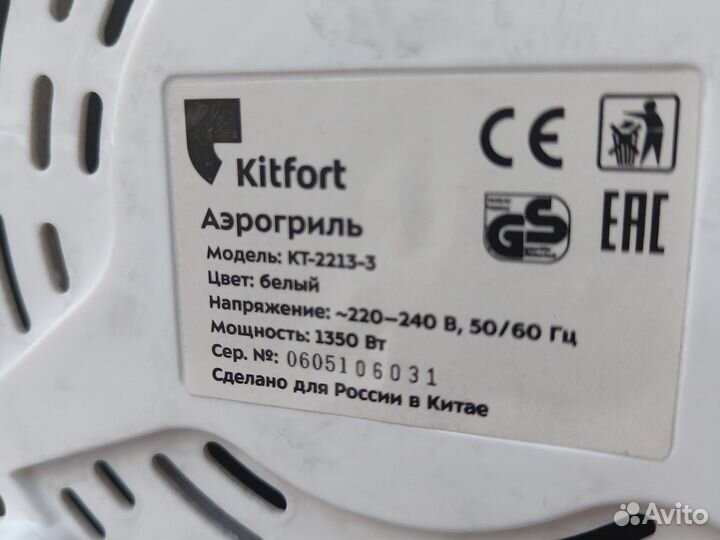 Kitfort
CE
Аэрогриль
GS
EAC
Модель: КТ-2213-3
Цвет: белый
Напряжение: ~220–240 В, 50/60 Гц
Мощность: 1350 Вт
Сер. №: 0605106031
Сделано для России в Китае
Avito